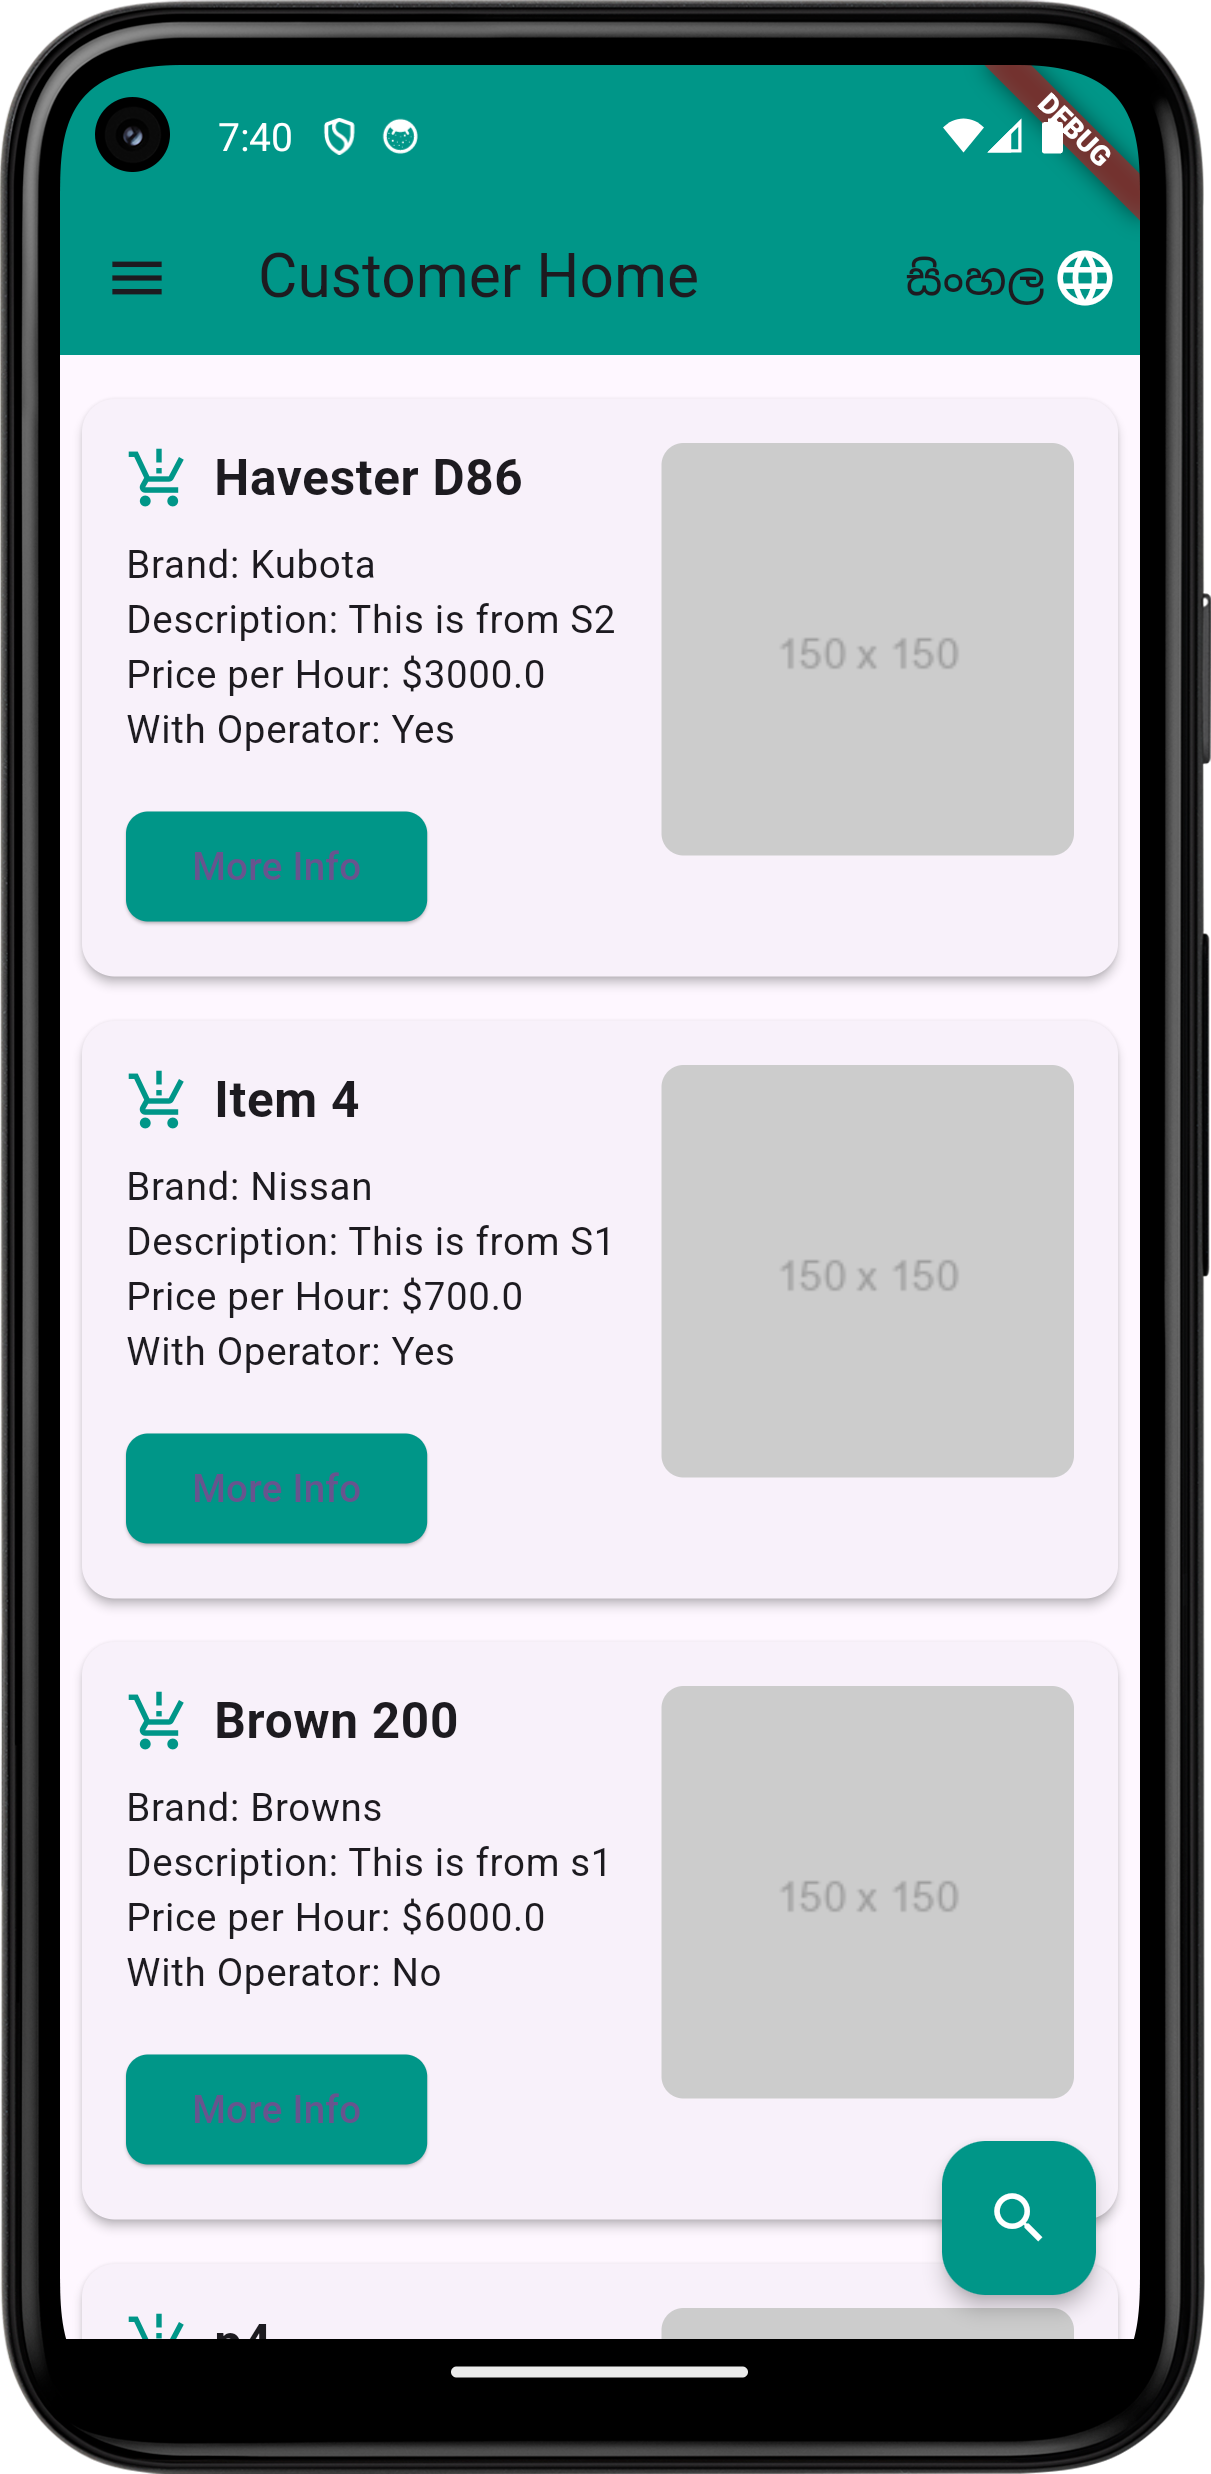 7:40
DEBUG
Customer Home
සිංහල
Havester D86
Brand: Kubota
Description: This is from S2
Price per Hour: $3000.0
With Operator: Yes
150 x 150
More Info
Item 4
Brand: Nissan
Description: This is from S1
Price per Hour: $700.0
With Operator: Yes
150 x 150
More Info
Brown 200
Brand: Browns
Description: This is from s1
Price per Hour: $6000.0
With Operator: No
150 x 150
More Info